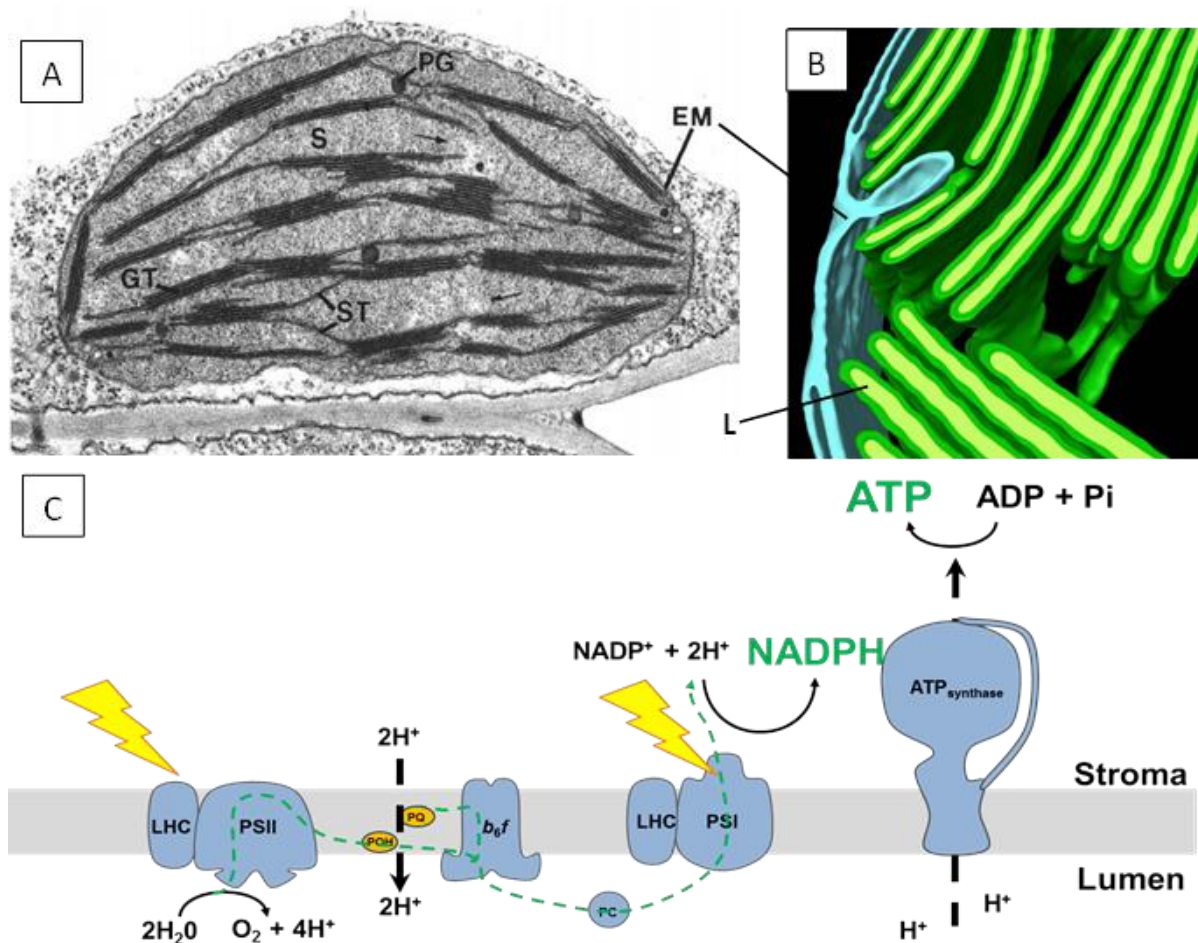 A
PG
B
EM
S
GT
ST
L
C
ATP
ADP + Pi
NADP⁺ + 2H⁺
NADPH
ATPsynthase
2H⁺
Stroma
LHC
PSII
PQ
PQH
b₆f
LHC
PSI
Lumen
2H⁺
PC
2H₂0
O₂ + 4H⁺
H⁺
H⁺